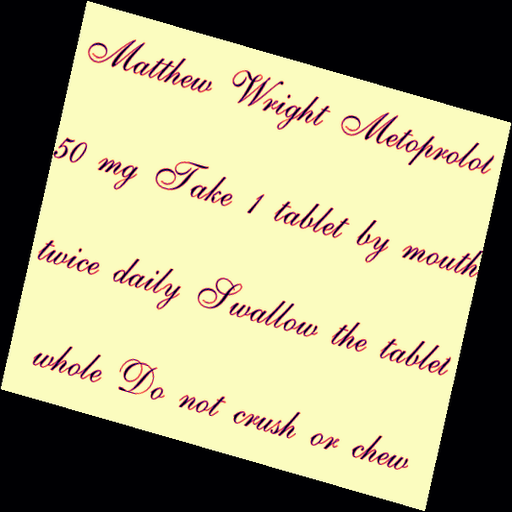 Matthew Wright Metoprolol
50 mg Take 1 tablet by mouth
twice daily Swallow the tablet
whole Do not crush or chew